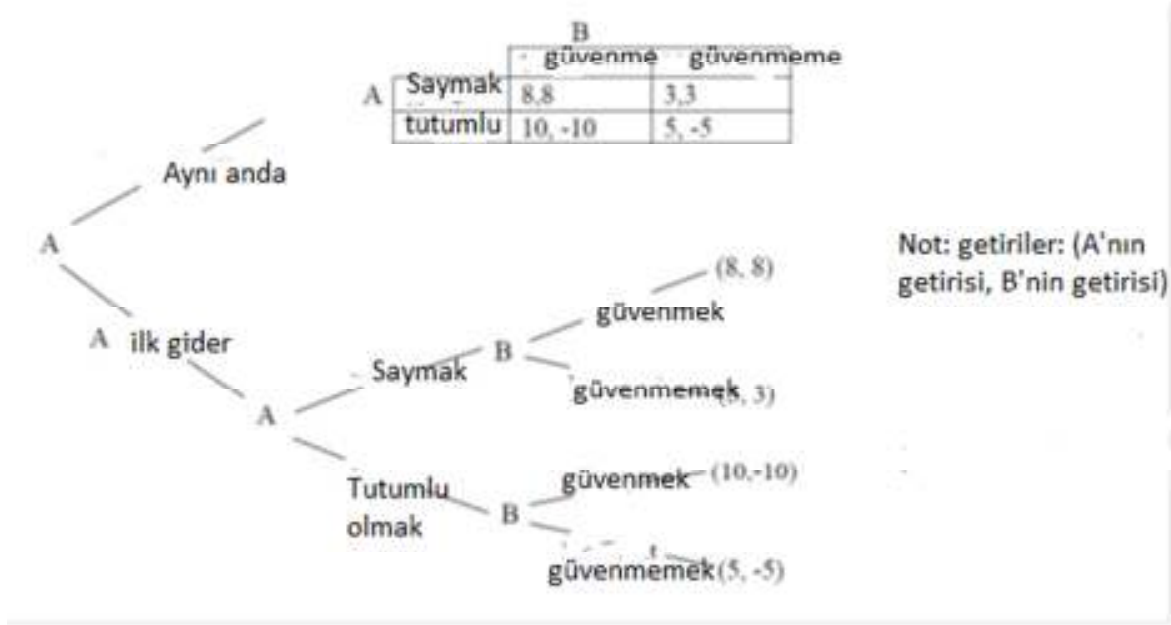 B
güvenme güvenmeme
A Saymak 8,8 3,3
tutumlu 10, -10 5, -5
Aynı anda
A
Not: getiriler: (A'nın
getirisi, B'nin getirisi)
(8, 8)
güvenmek
A ilk gider
B
Saymak
güvenmemek 3)
A
güvenmek (10,-10)
Tutumlu
olmak
B
güvenmemek (5, -5)